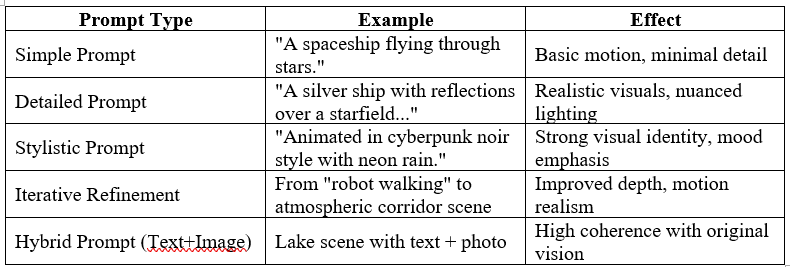 Prompt Type Example Effect
Simple Prompt
"A spaceship flying through
stars."
Basic motion, minimal detail
Detailed Prompt
"A silver ship with reflections
over a starfield..."
Realistic visuals, nuanced
lighting
Stylistic Prompt
"Animated in cyberpunk noir
style with neon rain."
Strong visual identity, mood
emphasis
Iterative Refinement
From "robot walking" to
atmospheric corridor scene
Improved depth, motion
realism
Hybrid Prompt (Text+Image)
Lake scene with text + photo
High coherence with original
vision